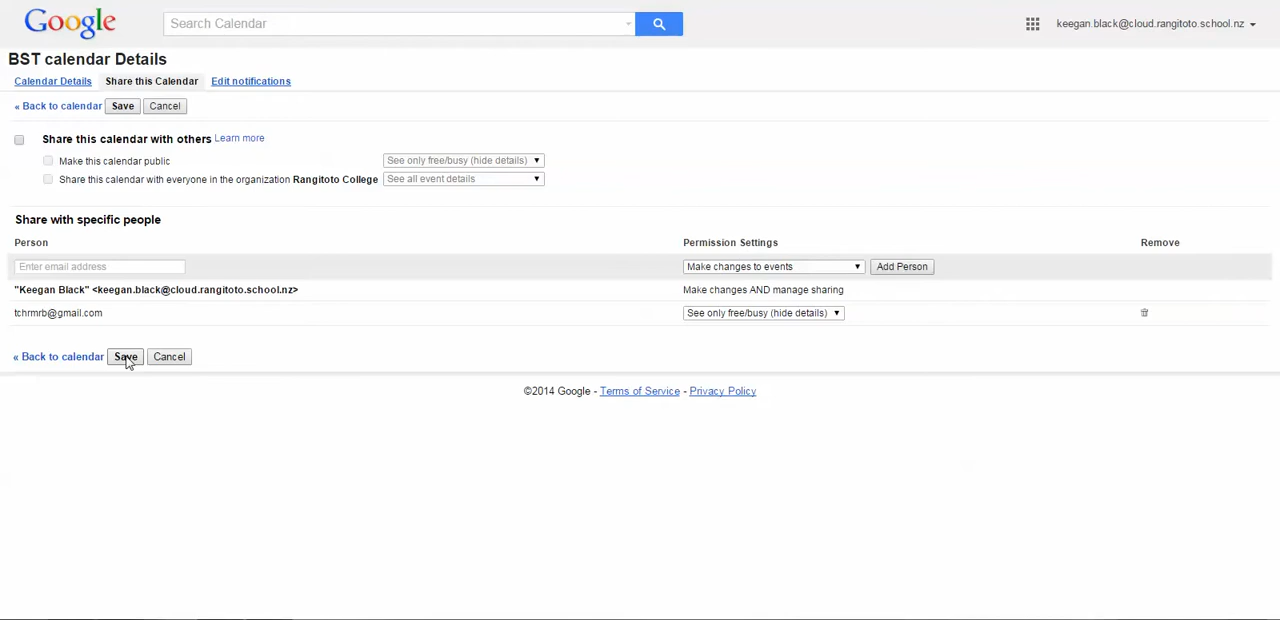 Google Search Calendar keegan.black@cloud.rangitoto.school.nz
BST calendar Details
Calendar Details Share this Calendar Edit notifications
« Back to calendar Save Cancel
Share this calendar with others Learn more
Make this calendar public See only free/busy (hide details)
Share this calendar with everyone in the organization Rangitoto College See all event details
Share with specific people
Person Permission Settings Remove
Enter email address Make changes to events Add Person
"Keegan Black" <keegan.black@cloud.rangitoto.school.nz> Make changes AND manage sharing
tchrmrb@gmail.com See only free/busy (hide details)
« Back to calendar Save Cancel
©2014 Google - Terms of Service - Privacy Policy